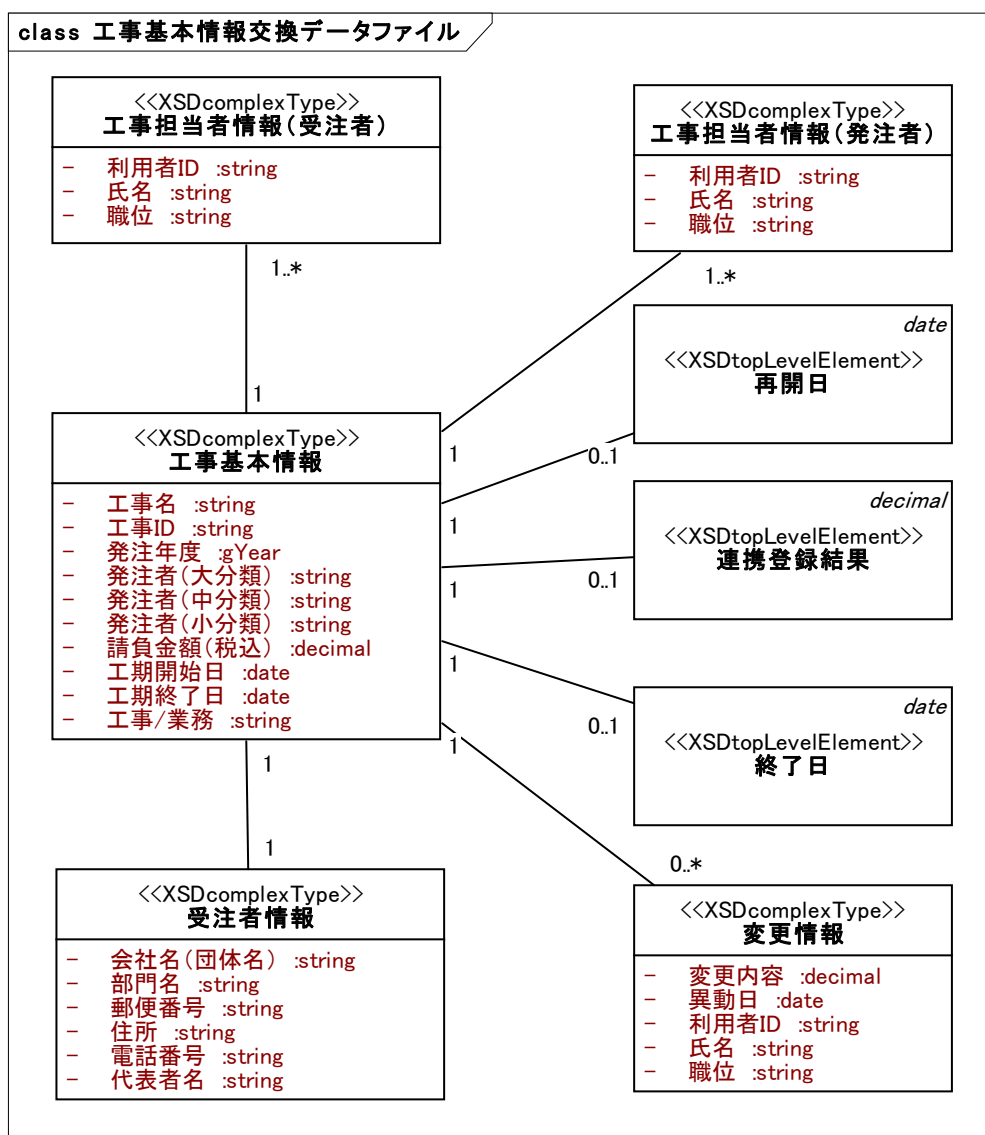 class 工事基本情報交換データファイル
<<XSDcomplexType>>
工事担当者情報(受注者)
- 利用者ID :string
- 氏名 :string
- 職位 :string
1..*
1
<<XSDcomplexType>>
工事担当者情報(発注者)
- 利用者ID :string
- 氏名 :string
- 職位 :string
1..*
1
date
<<XSDtopLevelElement>>
再開日
0..1
1
<<XSDcomplexType>>
工事基本情報
- 工事名 :string
- 工事ID :string
- 発注年度 :gYear
- 発注者(大分類) :string
- 発注者(中分類) :string
- 発注者(小分類) :string
- 請負金額(税込) :decimal
- 工期開始日 :date
- 工期終了日 :date
- 工事/業務 :string
decimal
<<XSDtopLevelElement>>
連携登録結果
0..1
1
date
<<XSDtopLevelElement>>
終了日
0..1
1
1
0..*
1
1
<<XSDcomplexType>>
受注者情報
- 会社名(団体名) :string
- 部門名 :string
- 郵便番号 :string
- 住所 :string
- 電話番号 :string
- 代表者名 :string
<<XSDcomplexType>>
変更情報
- 変更内容 :decimal
- 異動日 :date
- 利用者ID :string
- 氏名 :string
- 職位 :string